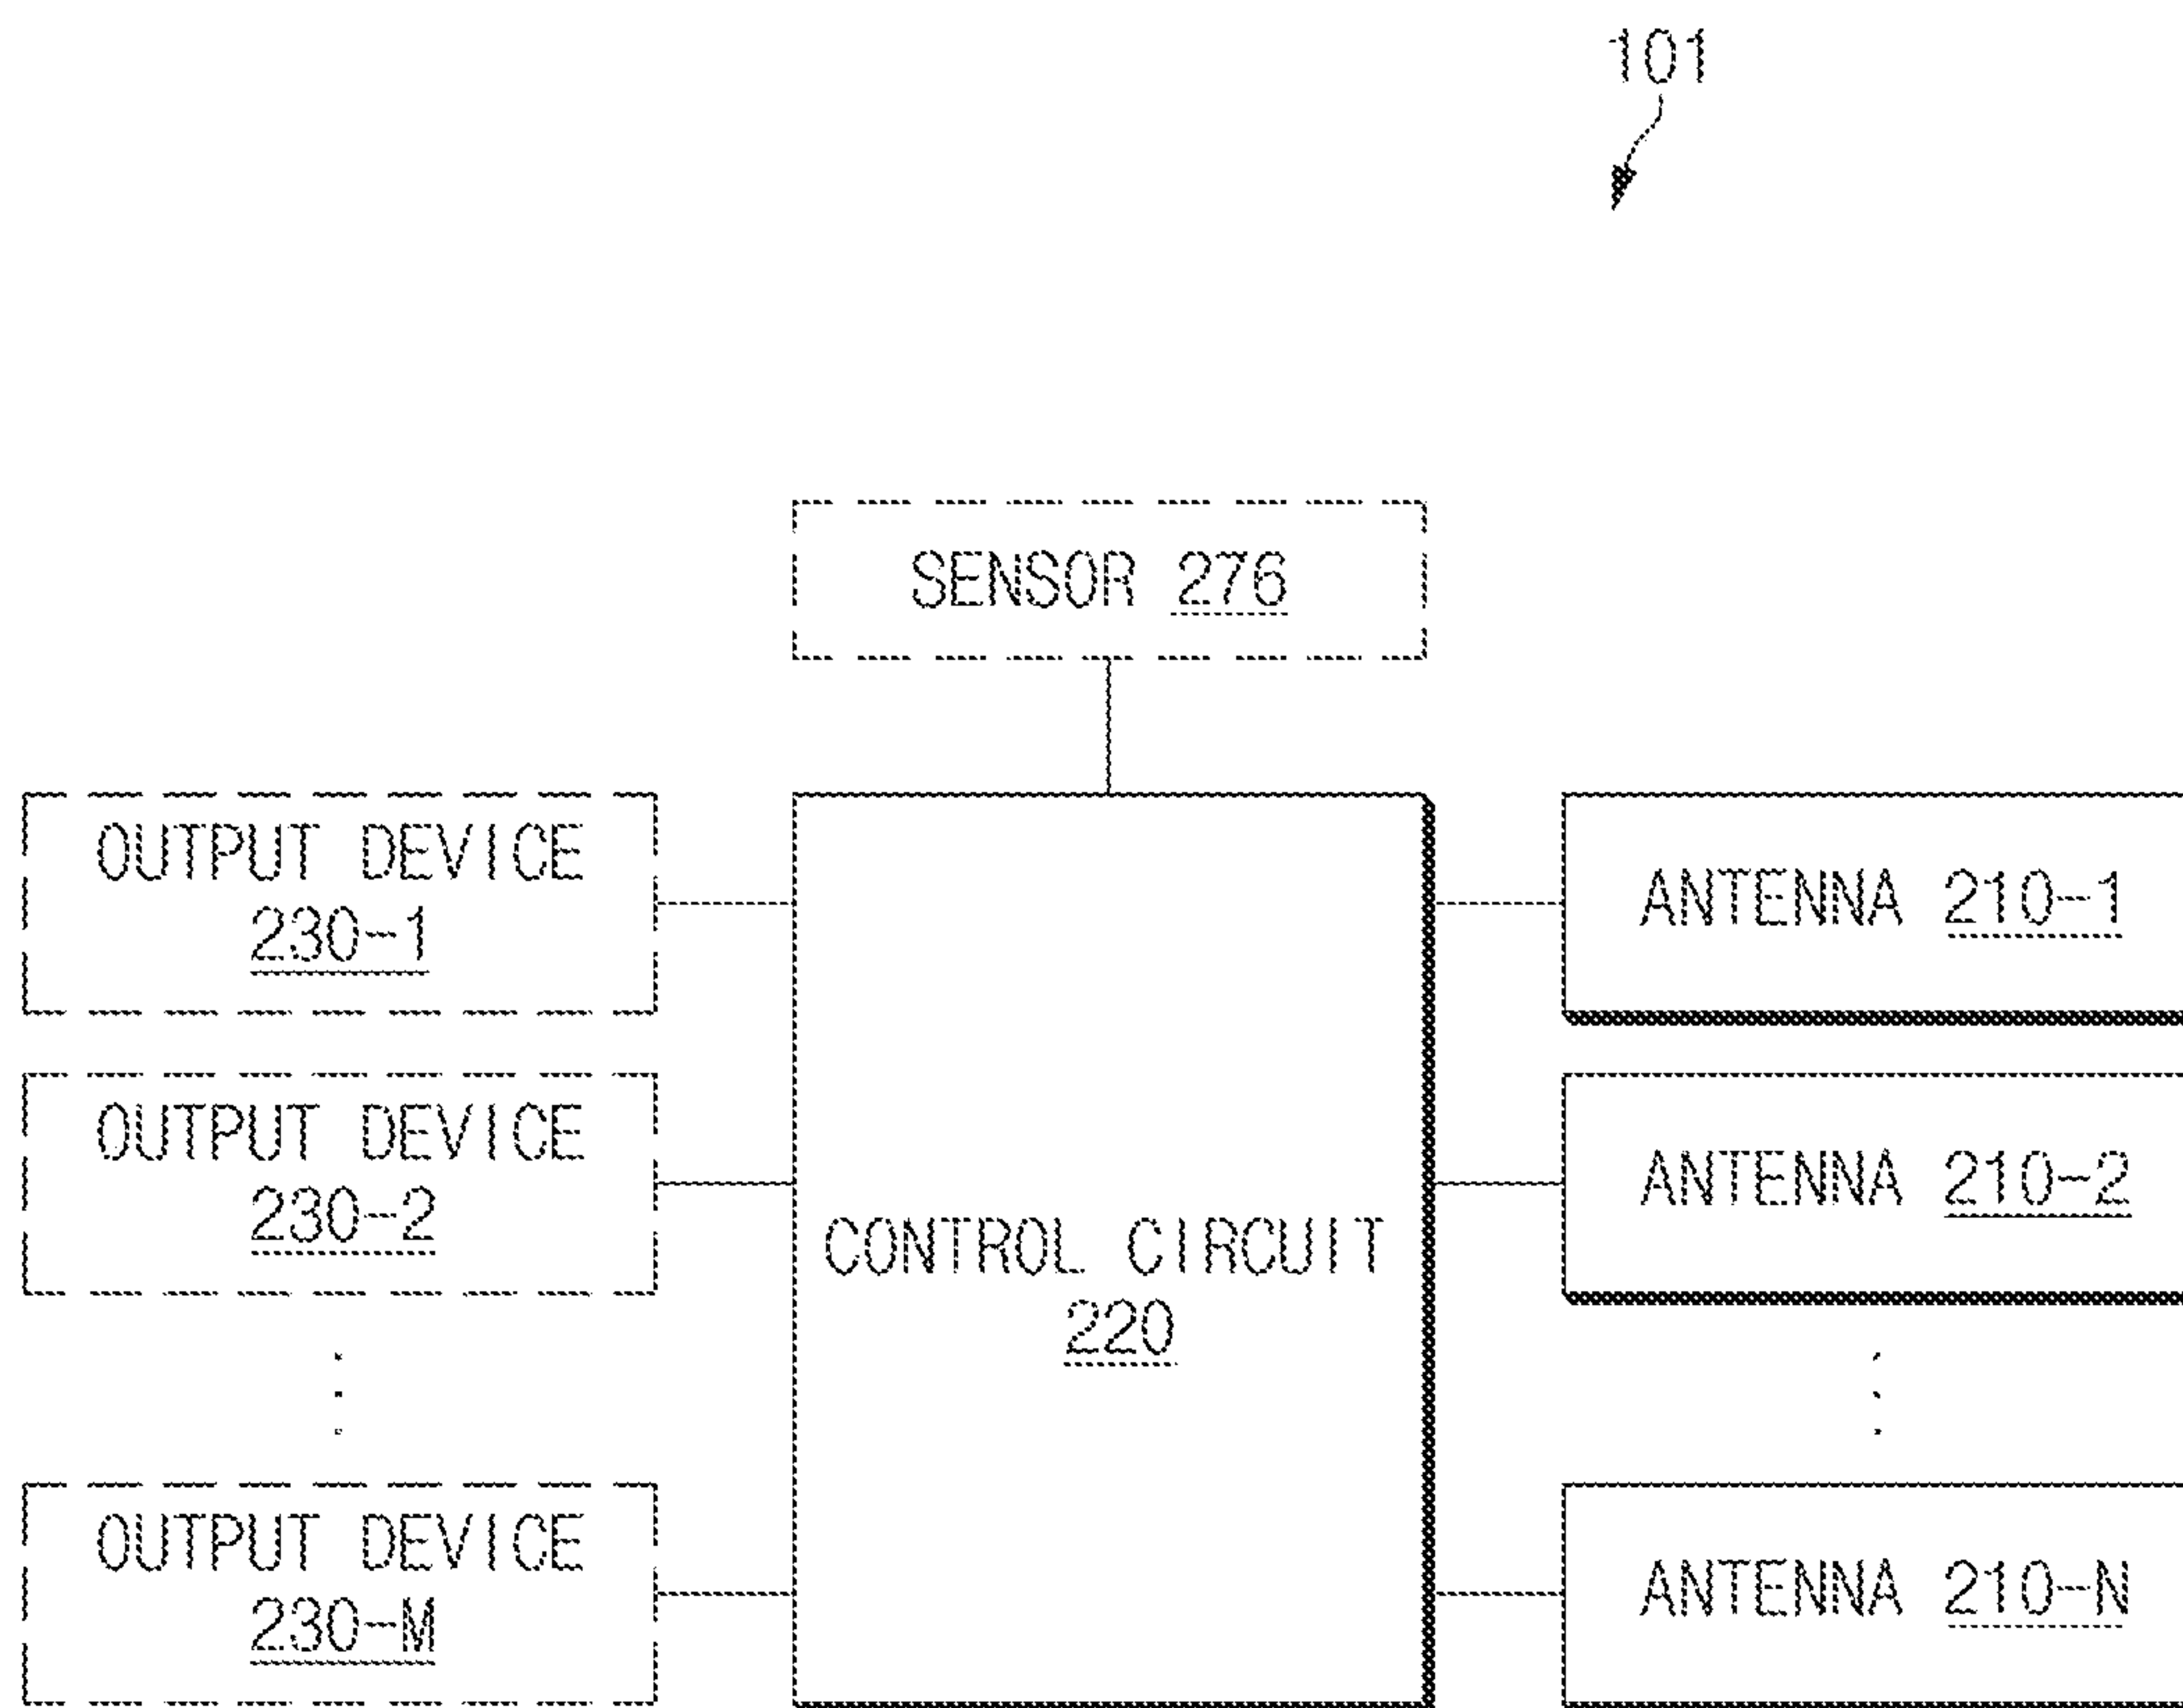 101
SENSOR 276
OUTPUT DEVICE
230-1
OUTPUT DEVICE
230-2
OUTPUT DEVICE
230-M
CONTROL CIRCUIT
220
ANTENNA 210-1
ANTENNA 210-2
ANTENNA 210-N